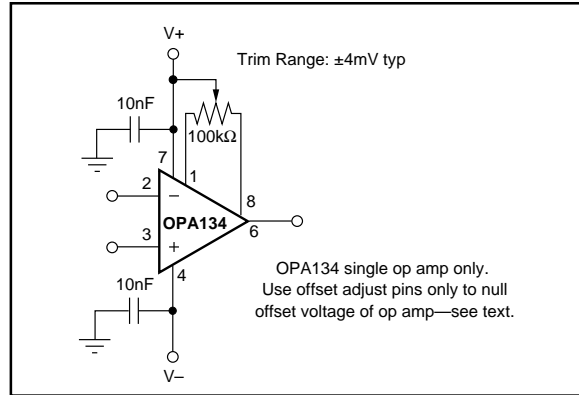 V+
Trim Range: ±4mV typ
10nF
100kΩ
7
1
2
8
–
OPA134
6
3
+
4
10nF
OPA134 single op amp only.
Use offset adjust pins only to null
offset voltage of op amp—see text.
V–